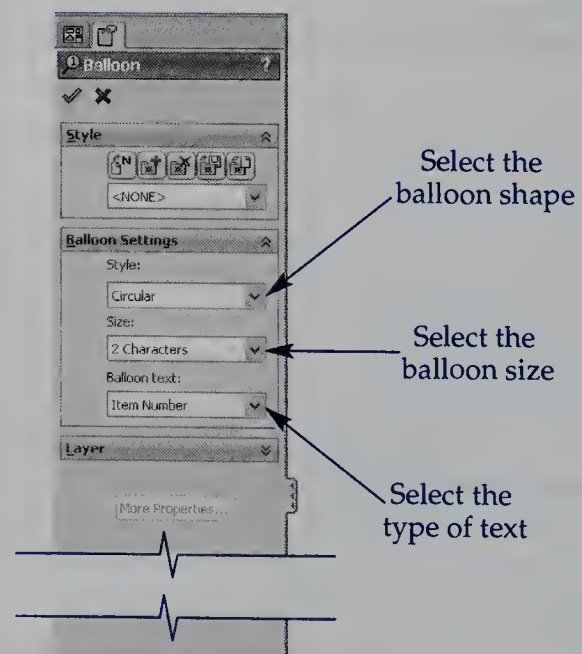 Balloon ?
Style
<NONE>
Select the
balloon shape
Balloon Settings
Style:
Circular
Size:
2 Characters
Select the
balloon size
Balloon text:
Item Number
Layer
More Properties...
Select the
type of text